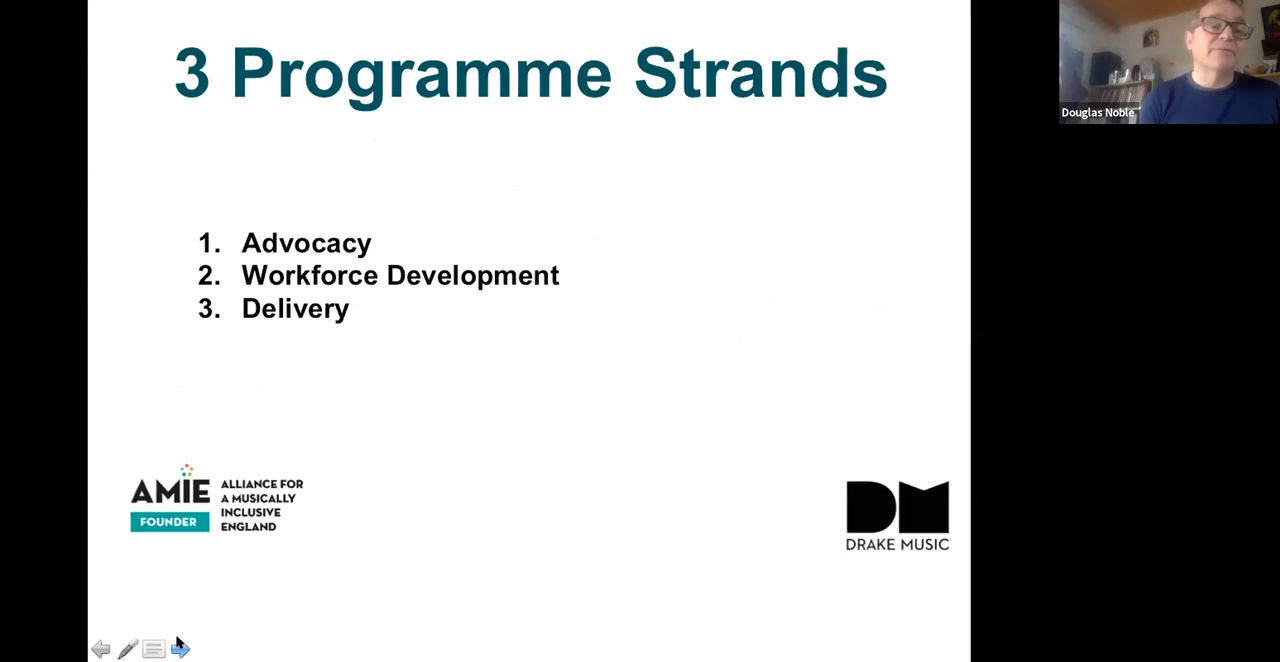 3 Programme Strands
1. Advocacy
2. Workforce Development
3. Delivery
AMiE
FOUNDER
ALLIANCE FOR
A MUSICALLY
INCLUSIVE
ENGLAND
DM
DRAKE MUSIC
Douglas Noble